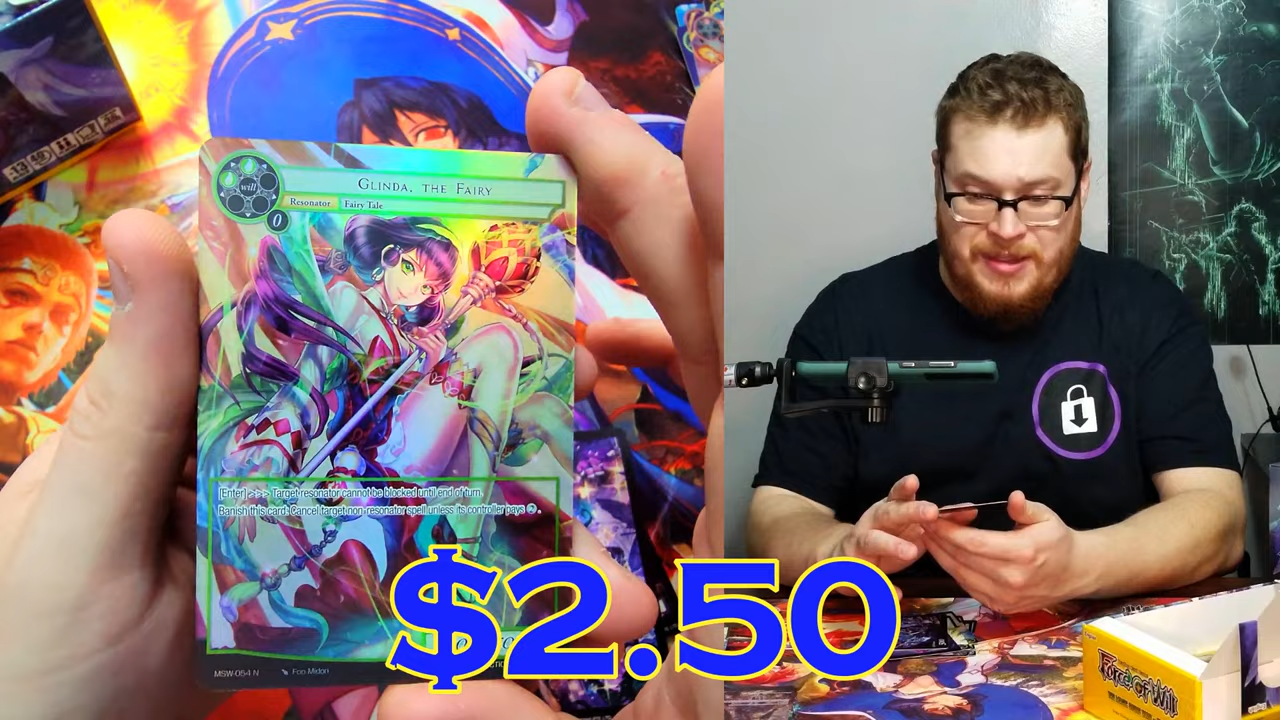 GLINDA, THE FAIRY
will
Resonator Fairy Tale
0
[Enter] >>> Target resonator cannot be blocked until end of turn.
Banish this card: Cancel target non-resonator spell unless its controller pays
MSW-054 N Foo Midori
$2.50
Force of Will